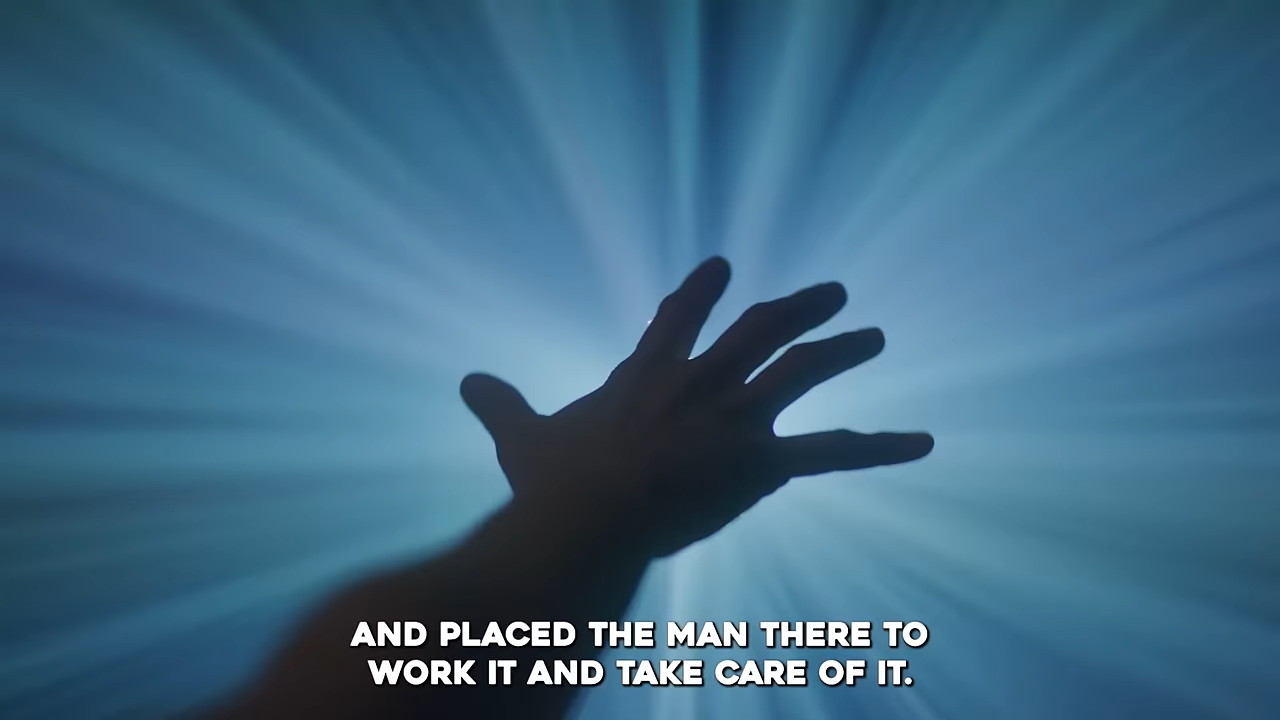 AND PLACED THE MAN THERE TO
WORK IT AND TAKE CARE OF IT.